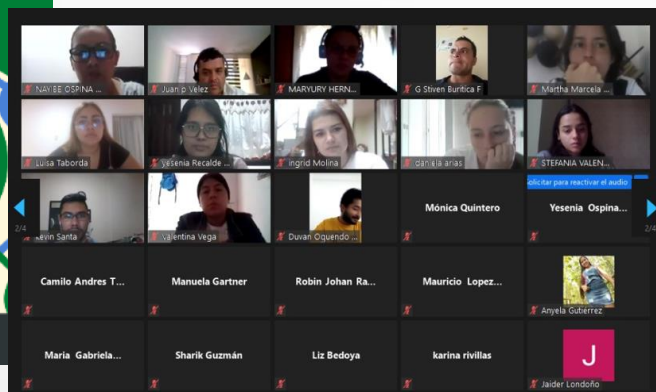 NAYIBE OSPINA ...
Juan p Velez
MARYURY HERN...
G Stiven Buritica F
Martha Marcela ...
Luisa Taborda
Yesenia Recalde ...
ingrid Molina
daniela arias
STEFANIA VALEN...
Solicitar para reactivar el audio
2/4
Kevin Santa
Valentina Vega
Duvan Oquendo ...
Mónica Quintero
Yesenia Ospina...
2/4
Camilo Andres T...
Manuela Gartner
Robin Johan Ra...
Mauricio Lopez...
Anyela Gutiérrez
Maria Gabriela...
Sharik Guzmán
Liz Bedoya
karina rivillas
J
Jaider Londoño